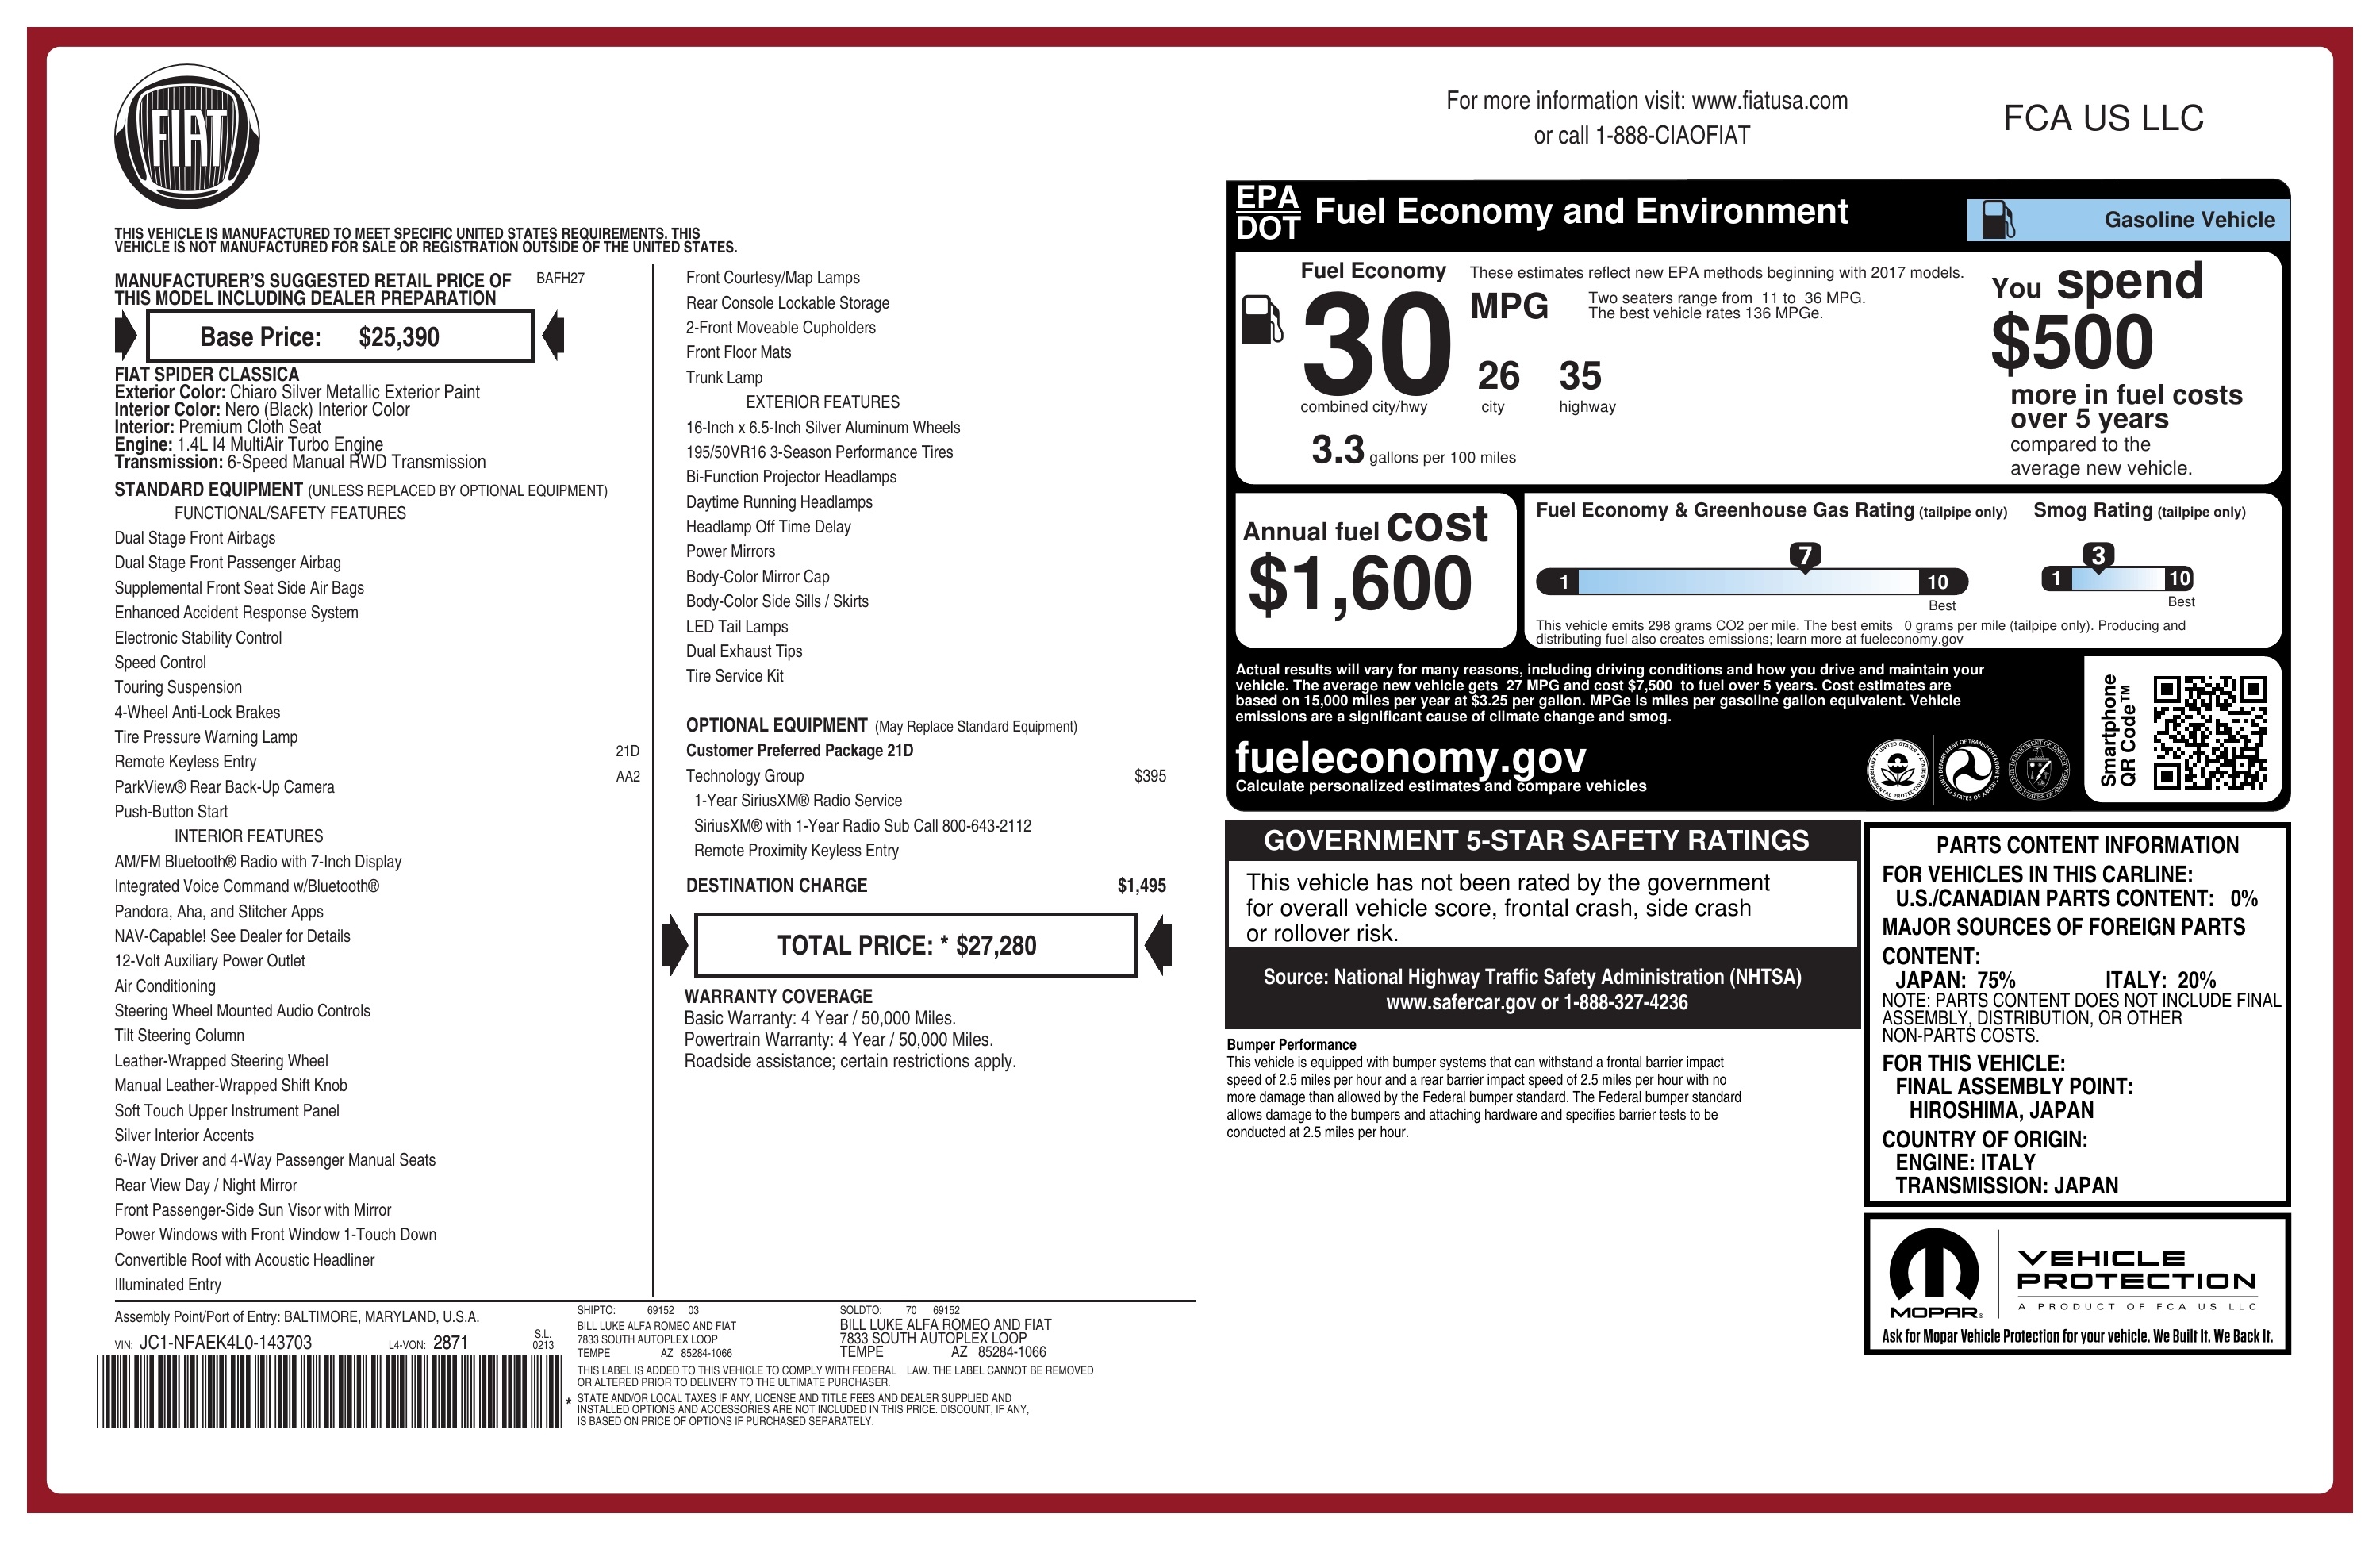 FIAT
For more information visit: www.fiatusa.com
or call 1-888-CIAOFIAT
FCA US LLC
THIS VEHICLE IS MANUFACTURED TO MEET SPECIFIC UNITED STATES REQUIREMENTS. THIS
VEHICLE IS NOT MANUFACTURED FOR SALE OR REGISTRATION OUTSIDE OF THE UNITED STATES.
MANUFACTURER'S SUGGESTED RETAIL PRICE OF BAFH27
THIS MODEL INCLUDING DEALER PREPARATION
Base Price: $25,390
FIAT SPIDER CLASSICA
Exterior Color: Chiaro Silver Metallic Exterior Paint
Interior Color: Nero (Black) Interior Color
Interior: Premium Cloth Seat
Engine: 1.4L I4 MultiAir Turbo Engine
Transmission: 6-Speed Manual RWD Transmission
STANDARD EQUIPMENT (UNLESS REPLACED BY OPTIONAL EQUIPMENT)
FUNCTIONAL/SAFETY FEATURES
Dual Stage Front Airbags
Dual Stage Front Passenger Airbag
Supplemental Front Seat Side Air Bags
Enhanced Accident Response System
Electronic Stability Control
Speed Control
Touring Suspension
4-Wheel Anti-Lock Brakes
Tire Pressure Warning Lamp
Remote Keyless Entry
ParkView® Rear Back-Up Camera
Push-Button Start
INTERIOR FEATURES
AM/FM Bluetooth® Radio with 7-Inch Display
Integrated Voice Command w/Bluetooth®
Pandora, Aha, and Stitcher Apps
NAV-Capable! See Dealer for Details
12-Volt Auxiliary Power Outlet
Air Conditioning
Steering Wheel Mounted Audio Controls
Tilt Steering Column
Leather-Wrapped Steering Wheel
Manual Leather-Wrapped Shift Knob
Soft Touch Upper Instrument Panel
Silver Interior Accents
6-Way Driver and 4-Way Passenger Manual Seats
Rear View Day / Night Mirror
Front Passenger-Side Sun Visor with Mirror
Power Windows with Front Window 1-Touch Down
Convertible Roof with Acoustic Headliner
Illuminated Entry
Front Courtesy/Map Lamps
Rear Console Lockable Storage
2-Front Moveable Cupholders
Front Floor Mats
Trunk Lamp
EXTERIOR FEATURES
16-Inch x 6.5-Inch Silver Aluminum Wheels
195/50VR16 3-Season Performance Tires
Bi-Function Projector Headlamps
Daytime Running Headlamps
Headlamp Off Time Delay
Power Mirrors
Body-Color Mirror Cap
Body-Color Side Sills / Skirts
LED Tail Lamps
Dual Exhaust Tips
Tire Service Kit
OPTIONAL EQUIPMENT (May Replace Standard Equipment)
21D Customer Preferred Package 21D
AA2 Technology Group $395
1-Year SiriusXM® Radio Service
SiriusXM® with 1-Year Radio Sub Call 800-643-2112
Remote Proximity Keyless Entry
DESTINATION CHARGE $1,495
TOTAL PRICE: * $27,280
WARRANTY COVERAGE
Basic Warranty: 4 Year / 50,000 Miles.
Powertrain Warranty: 4 Year / 50,000 Miles.
Roadside assistance; certain restrictions apply.
Assembly Point/Port of Entry: BALTIMORE, MARYLAND, U.S.A.
VIN: JC1-NFAEK4L0-143703 L4-VON: 2871 S.L.
0213
SHIPTO: 69152 03
BILL LUKE ALFA ROMEO AND FIAT
7833 SOUTH AUTOPLEX LOOP
TEMPE AZ 85284-1066
SOLDTO: 70 69152
BILL LUKE ALFA ROMEO AND FIAT
7833 SOUTH AUTOPLEX LOOP
TEMPE AZ 85284-1066
THIS LABEL IS ADDED TO THIS VEHICLE TO COMPLY WITH FEDERAL LAW. THE LABEL CANNOT BE REMOVED
OR ALTERED PRIOR TO DELIVERY TO THE ULTIMATE PURCHASER.
* STATE AND/OR LOCAL TAXES IF ANY, LICENSE AND TITLE FEES AND DEALER SUPPLIED AND
INSTALLED OPTIONS AND ACCESSORIES ARE NOT INCLUDED IN THIS PRICE. DISCOUNT, IF ANY,
IS BASED ON PRICE OF OPTIONS IF PURCHASED SEPARATELY.
EPA
DOT
Fuel Economy and Environment
Gasoline Vehicle
Fuel Economy
These estimates reflect new EPA methods beginning with 2017 models.
30
MPG
Two seaters range from 11 to 36 MPG.
The best vehicle rates 136 MPGe.
26 35
combined city/hwy city highway
3.3 gallons per 100 miles
You spend
$500
more in fuel costs
over 5 years
compared to the
average new vehicle.
Annual fuel cost
$1,600
Fuel Economy & Greenhouse Gas Rating (tailpipe only)
7
1 10
Best
Smog Rating (tailpipe only)
3
1 10
Best
This vehicle emits 298 grams CO2 per mile. The best emits 0 grams per mile (tailpipe only). Producing and
distributing fuel also creates emissions; learn more at fueleconomy.gov
Actual results will vary for many reasons, including driving conditions and how you drive and maintain your
vehicle. The average new vehicle gets 27 MPG and cost $7,500 to fuel over 5 years. Cost estimates are
based on 15,000 miles per year at $3.25 per gallon. MPGe is miles per gasoline gallon equivalent. Vehicle
emissions are a significant cause of climate change and smog.
fueleconomy.gov
Calculate personalized estimates and compare vehicles
Smartphone
QR Code™
GOVERNMENT 5-STAR SAFETY RATINGS
This vehicle has not been rated by the government
for overall vehicle score, frontal crash, side crash
or rollover risk.
Source: National Highway Traffic Safety Administration (NHTSA)
www.safercar.gov or 1-888-327-4236
Bumper Performance
This vehicle is equipped with bumper systems that can withstand a frontal barrier impact
speed of 2.5 miles per hour and a rear barrier impact speed of 2.5 miles per hour with no
more damage than allowed by the Federal bumper standard. The Federal bumper standard
allows damage to the bumpers and attaching hardware and specifies barrier tests to be
conducted at 2.5 miles per hour.
PARTS CONTENT INFORMATION
FOR VEHICLES IN THIS CARLINE:
U.S./CANADIAN PARTS CONTENT: 0%
MAJOR SOURCES OF FOREIGN PARTS
CONTENT:
JAPAN: 75% ITALY: 20%
NOTE: PARTS CONTENT DOES NOT INCLUDE FINAL
ASSEMBLY, DISTRIBUTION, OR OTHER
NON-PARTS COSTS.
FOR THIS VEHICLE:
FINAL ASSEMBLY POINT:
HIROSHIMA, JAPAN
COUNTRY OF ORIGIN:
ENGINE: ITALY
TRANSMISSION: JAPAN
MOPAR®
VEHICLE
PROTECTION
A PRODUCT OF FCA US LLC
Ask for Mopar Vehicle Protection for your vehicle. We Built It. We Back It.